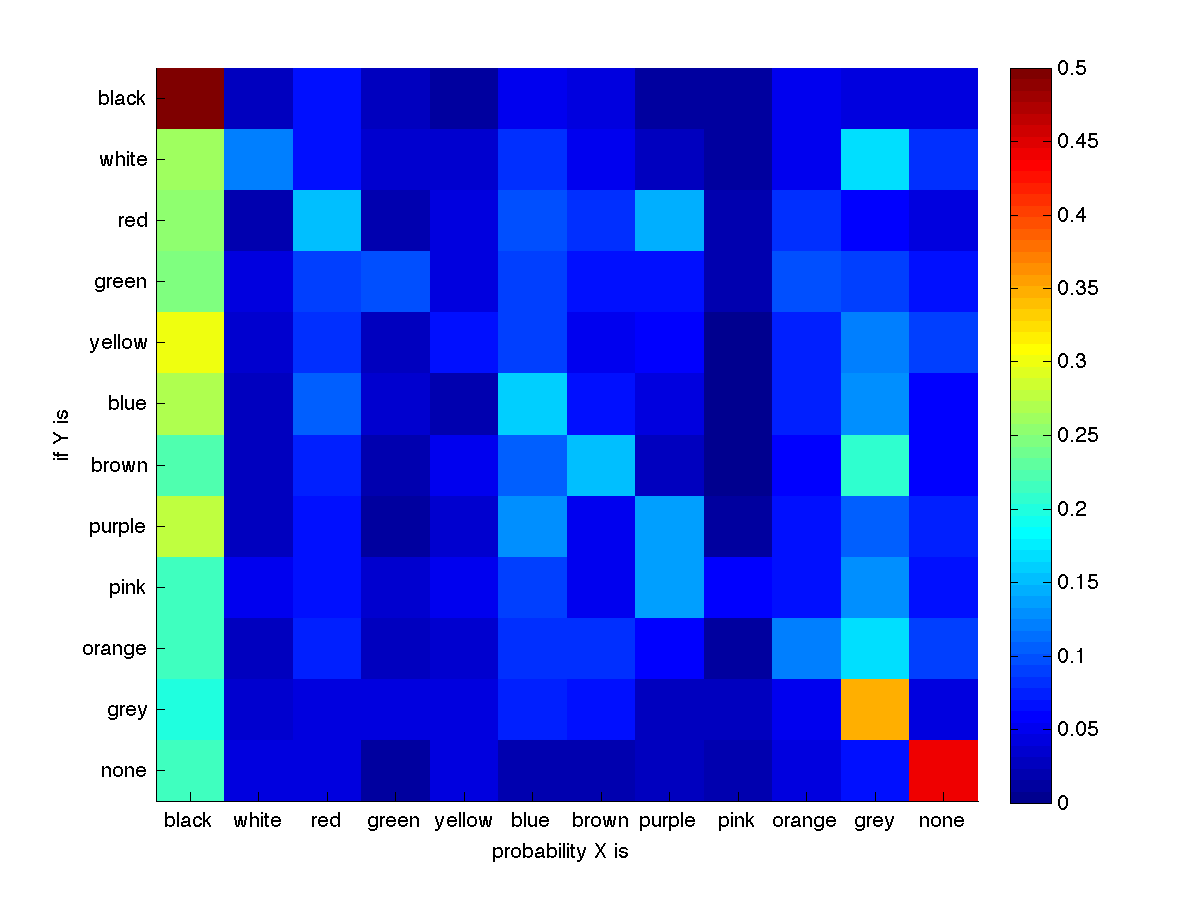 black
white
red
green
yellow
blue
brown
purple
pink
orange
grey
none
if Y is
black white red green yellow blue brown purple pink orange grey none
probability X is
0.5
0.45
0.4
0.35
0.3
0.25
0.2
0.15
0.1
0.05
0